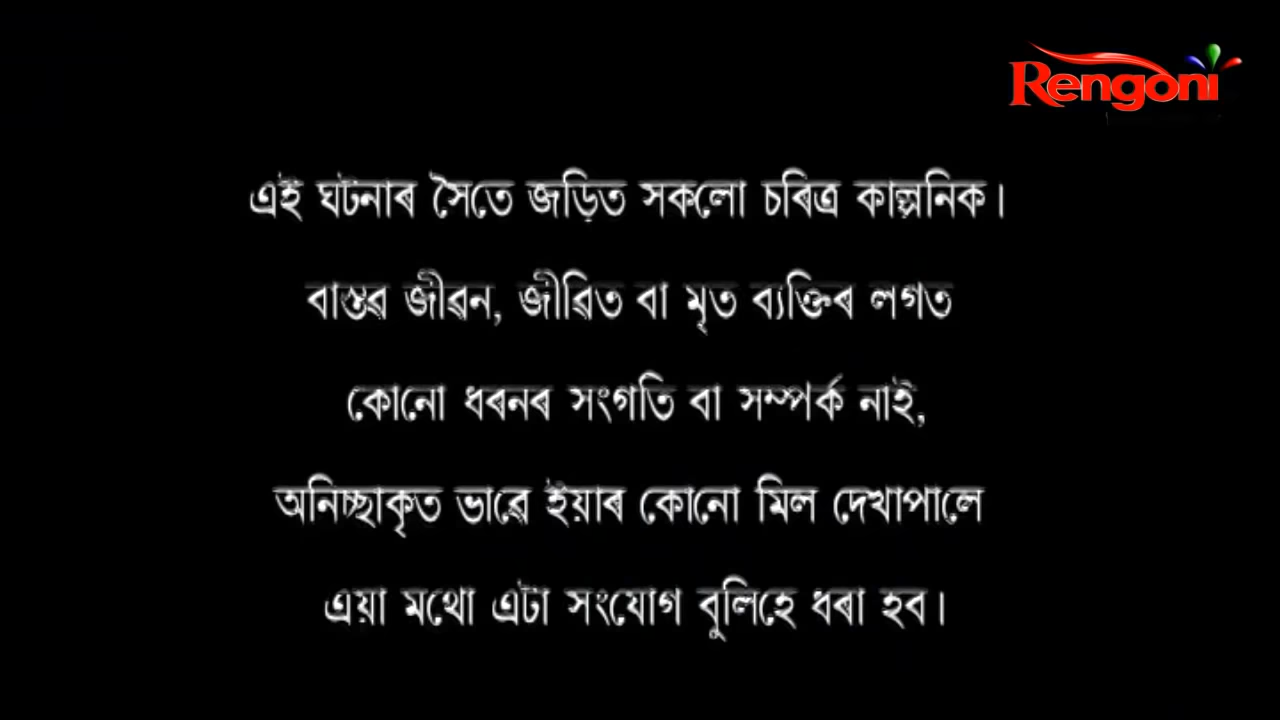 Rengoni
এই ঘটনাৰ সৈতে জড়িত সকলো চৰিত্ৰ কাল্পনিক।
বাস্তৱ জীৱন, জীৱিত বা মৃত ব্যক্তিৰ লগত
কোনো ধৰনৰ সংগতি বা সম্পৰ্ক নাই,
অনিচ্ছাকৃত ভাৱে ইয়াৰ কোনো মিল দেখাপালে
এয়া মথো এটা সংযোগ বুলিহে ধৰা হব।